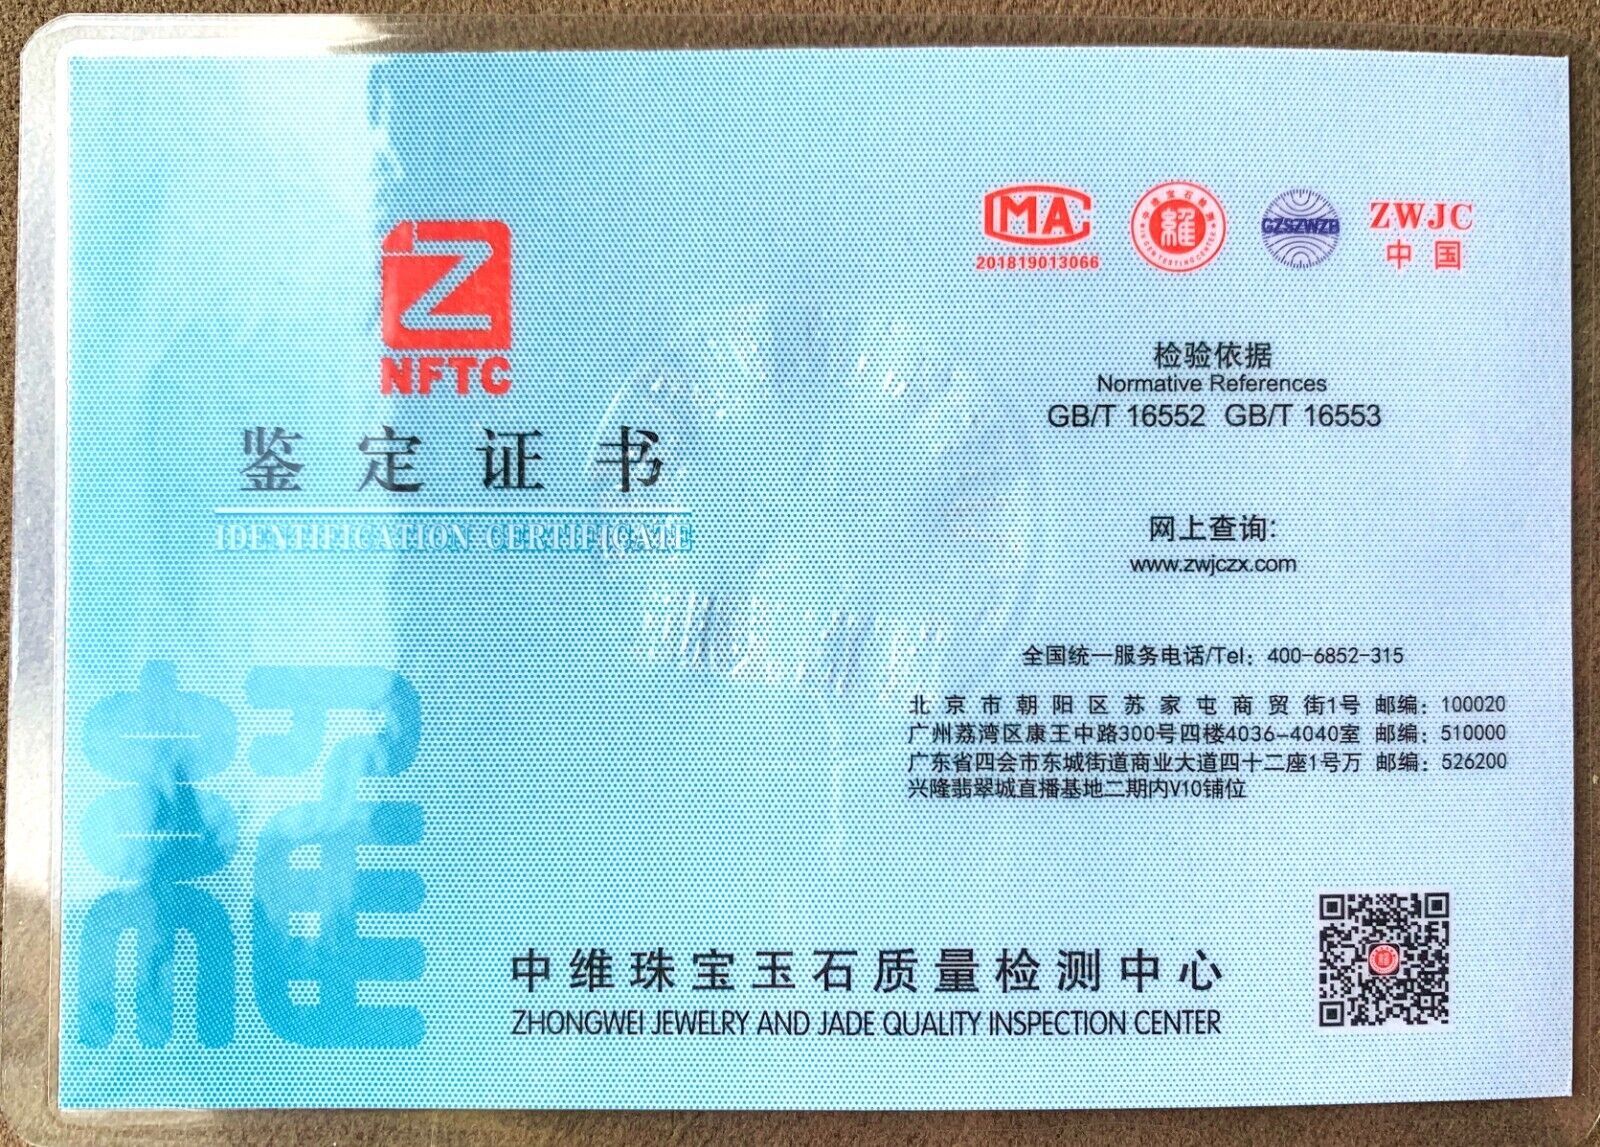 NFTC
鉴定证书
IDENTIFICATION CERTIFICATE
CMA
201819013066
GZSZWZB
ZWJC
中国
检验依据
Normative References
GB/T 16552 GB/T 16553
网上查询:
www.zwjczx.com
全国统一服务电话/Tel: 400-6852-315
北京市朝阳区苏家屯商贸街1号 邮编: 100020
广州荔湾区康王中路300号四楼4036-4040室 邮编: 510000
广东省四会市东城街道商业大道四十二座1号万 邮编: 526200
兴隆翡翠城直播基地二期内V10铺位
中维珠宝玉石质量检测中心
ZHONGWEI JEWELRY AND JADE QUALITY INSPECTION CENTER